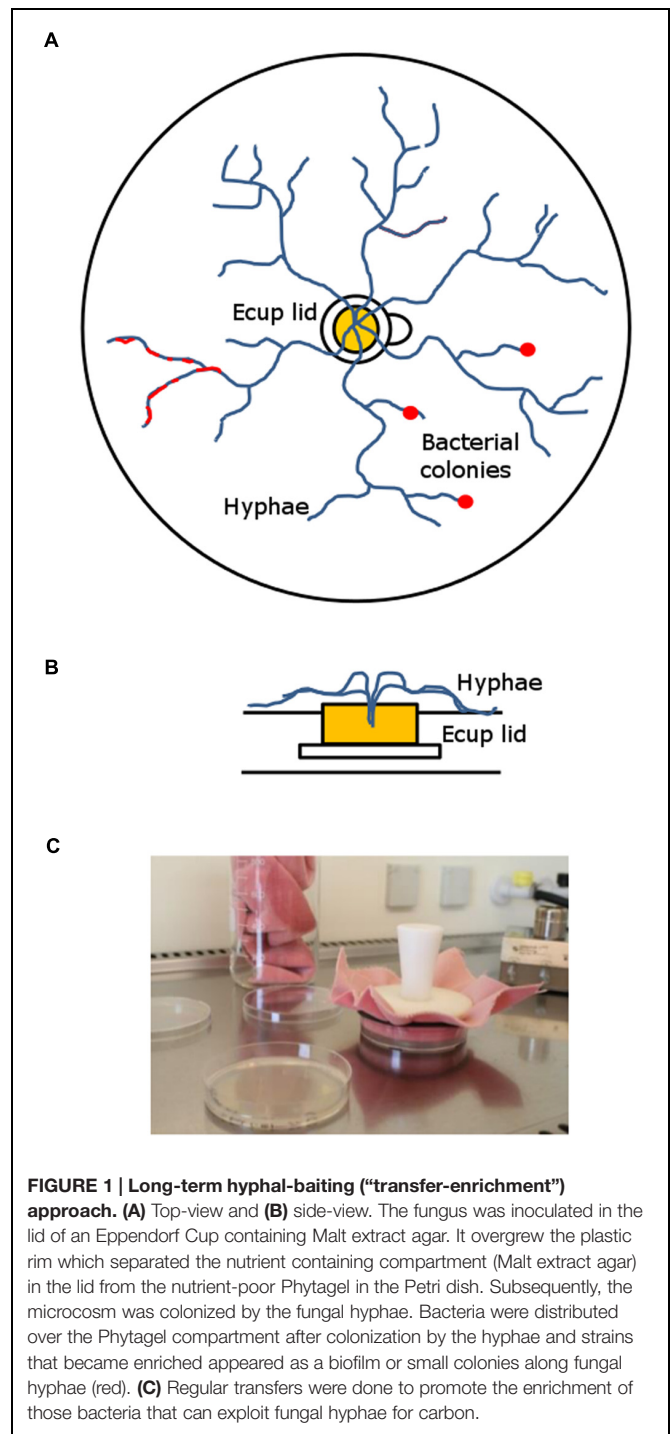 A
Ecup lid
Bacterial
colonies
Hyphae
B
Hyphae
Ecup lid
C
FIGURE 1 | Long-term hyphal-baiting (“transfer-enrichment”)
approach. (A) Top-view and (B) side-view. The fungus was inoculated in the
lid of an Eppendorf Cup containing Malt extract agar. It overgrew the plastic
rim which separated the nutrient containing compartment (Malt extract agar)
in the lid from the nutrient-poor Phytagel in the Petri dish. Subsequently, the
microcosm was colonized by the fungal hyphae. Bacteria were distributed
over the Phytagel compartment after colonization by the hyphae and strains
that became enriched appeared as a biofilm or small colonies along fungal
hyphae (red). (C) Regular transfers were done to promote the enrichment of
those bacteria that can exploit fungal hyphae for carbon.